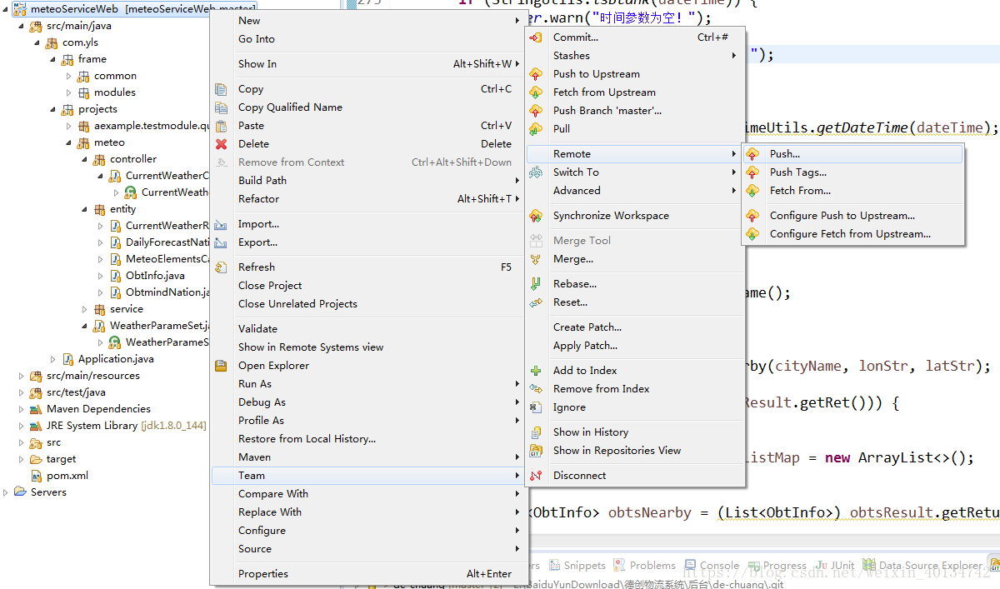 meteoServiceWeb [meteoServiceWeb master]
src/main/java
com.yls
frame
common
modules
projects
aexample.testmodule.qu
meteo
controller
CurrentWeatherC
CurrentWeathe
entity
CurrentWeatherR
DailyForecastNati
MeteoElementsCa
ObtInfo.java
ObtmindNation.ja
service
WeatherParameSet.ja
WeatherParameS
Application.java
src/main/resources
src/test/java
Maven Dependencies
JRE System Library [jdk1.8.0_144]
src
target
pom.xml
Servers
New
Go Into
Show In Alt+Shift+W
Copy Ctrl+C
Copy Qualified Name
Paste Ctrl+V
Delete Delete
Remove from Context Ctrl+Alt+Shift+Down
Build Path
Refactor Alt+Shift+T
Import...
Export...
Refresh F5
Close Project
Close Unrelated Projects
Validate
Show in Remote Systems view
Open Explorer
Run As
Debug As
Profile As
Restore from Local History...
Maven
Team
Compare With
Replace With
Configure
Source
Properties Alt+Enter
Commit... Ctrl+#
Stashes
Push to Upstream
Fetch from Upstream
Push Branch 'master'...
Pull
Remote
Switch To
Advanced
Synchronize Workspace
Merge Tool
Merge...
Rebase...
Reset...
Create Patch...
Apply Patch...
Add to Index
Remove from Index
Ignore
Show in History
Show in Repositories View
Disconnect
Push...
Push Tags...
Fetch From...
Configure Push to Upstream...
Configure Fetch from Upstream...
275 if (StringUtils.isBlank(dateTime)) {
er.warn("时间参数为空！");
");
imeUtils.getDateTime(dateTime);
ame();
rby(cityName, lonStr, latStr);
Result.getRet())) {
ListMap = new ArrayList<>();
<ObtInfo> obtsNearby = (List<ObtInfo>) obtsResult.getRetu
rs Snippets Problems Console Progress JUnit Data Source Explorer
de-chuang [master ↑2] - E:\BaiduYunDownload\德创物流系统\后台\de-chuang\.git
https://blog.csdn.net/weixin_40134742